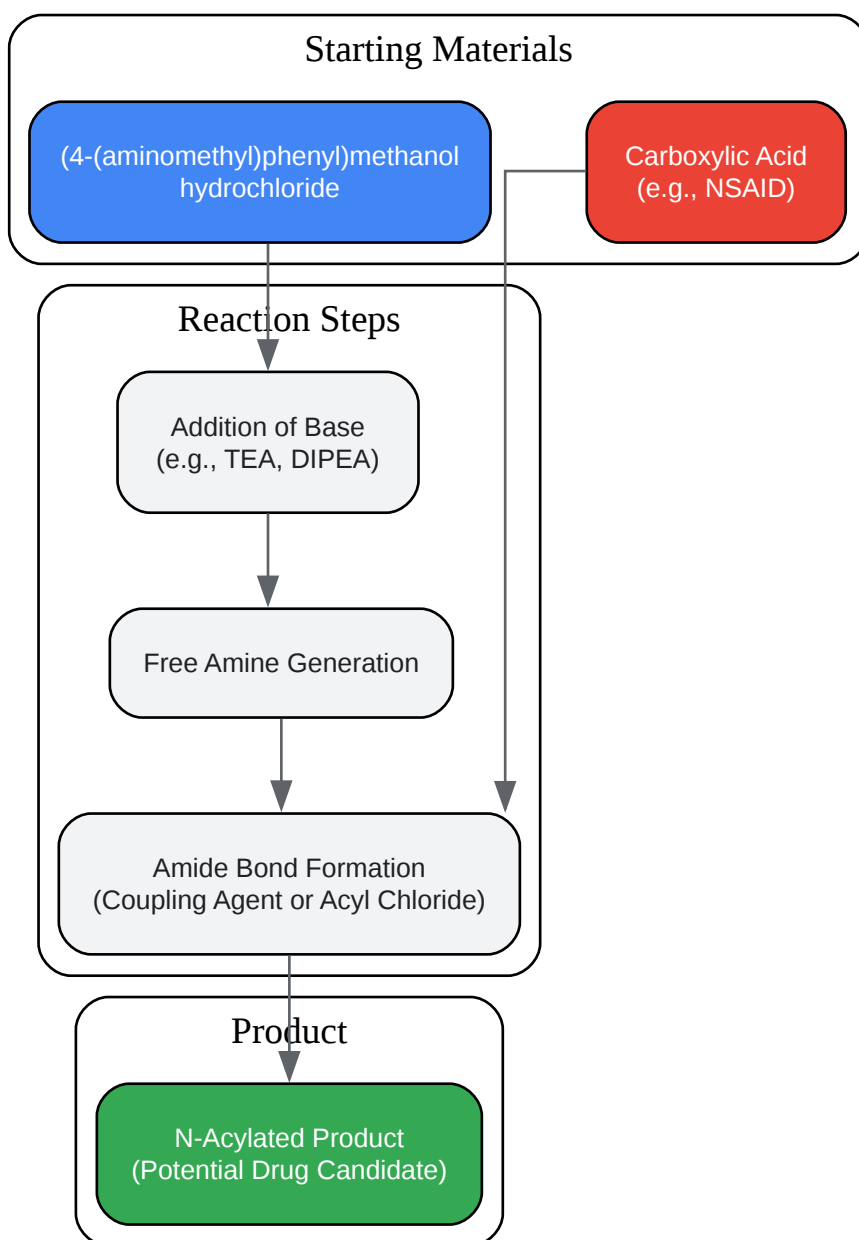 Starting Materials
(4-(aminomethyl)phenyl)methanol
hydrochloride
Carboxylic Acid
(e.g., NSAID)
Reaction Steps
Addition of Base
(e.g., TEA, DIPEA)
Free Amine Generation
Amide Bond Formation
(Coupling Agent or Acyl Chloride)
Product
N-Acylated Product
(Potential Drug Candidate)